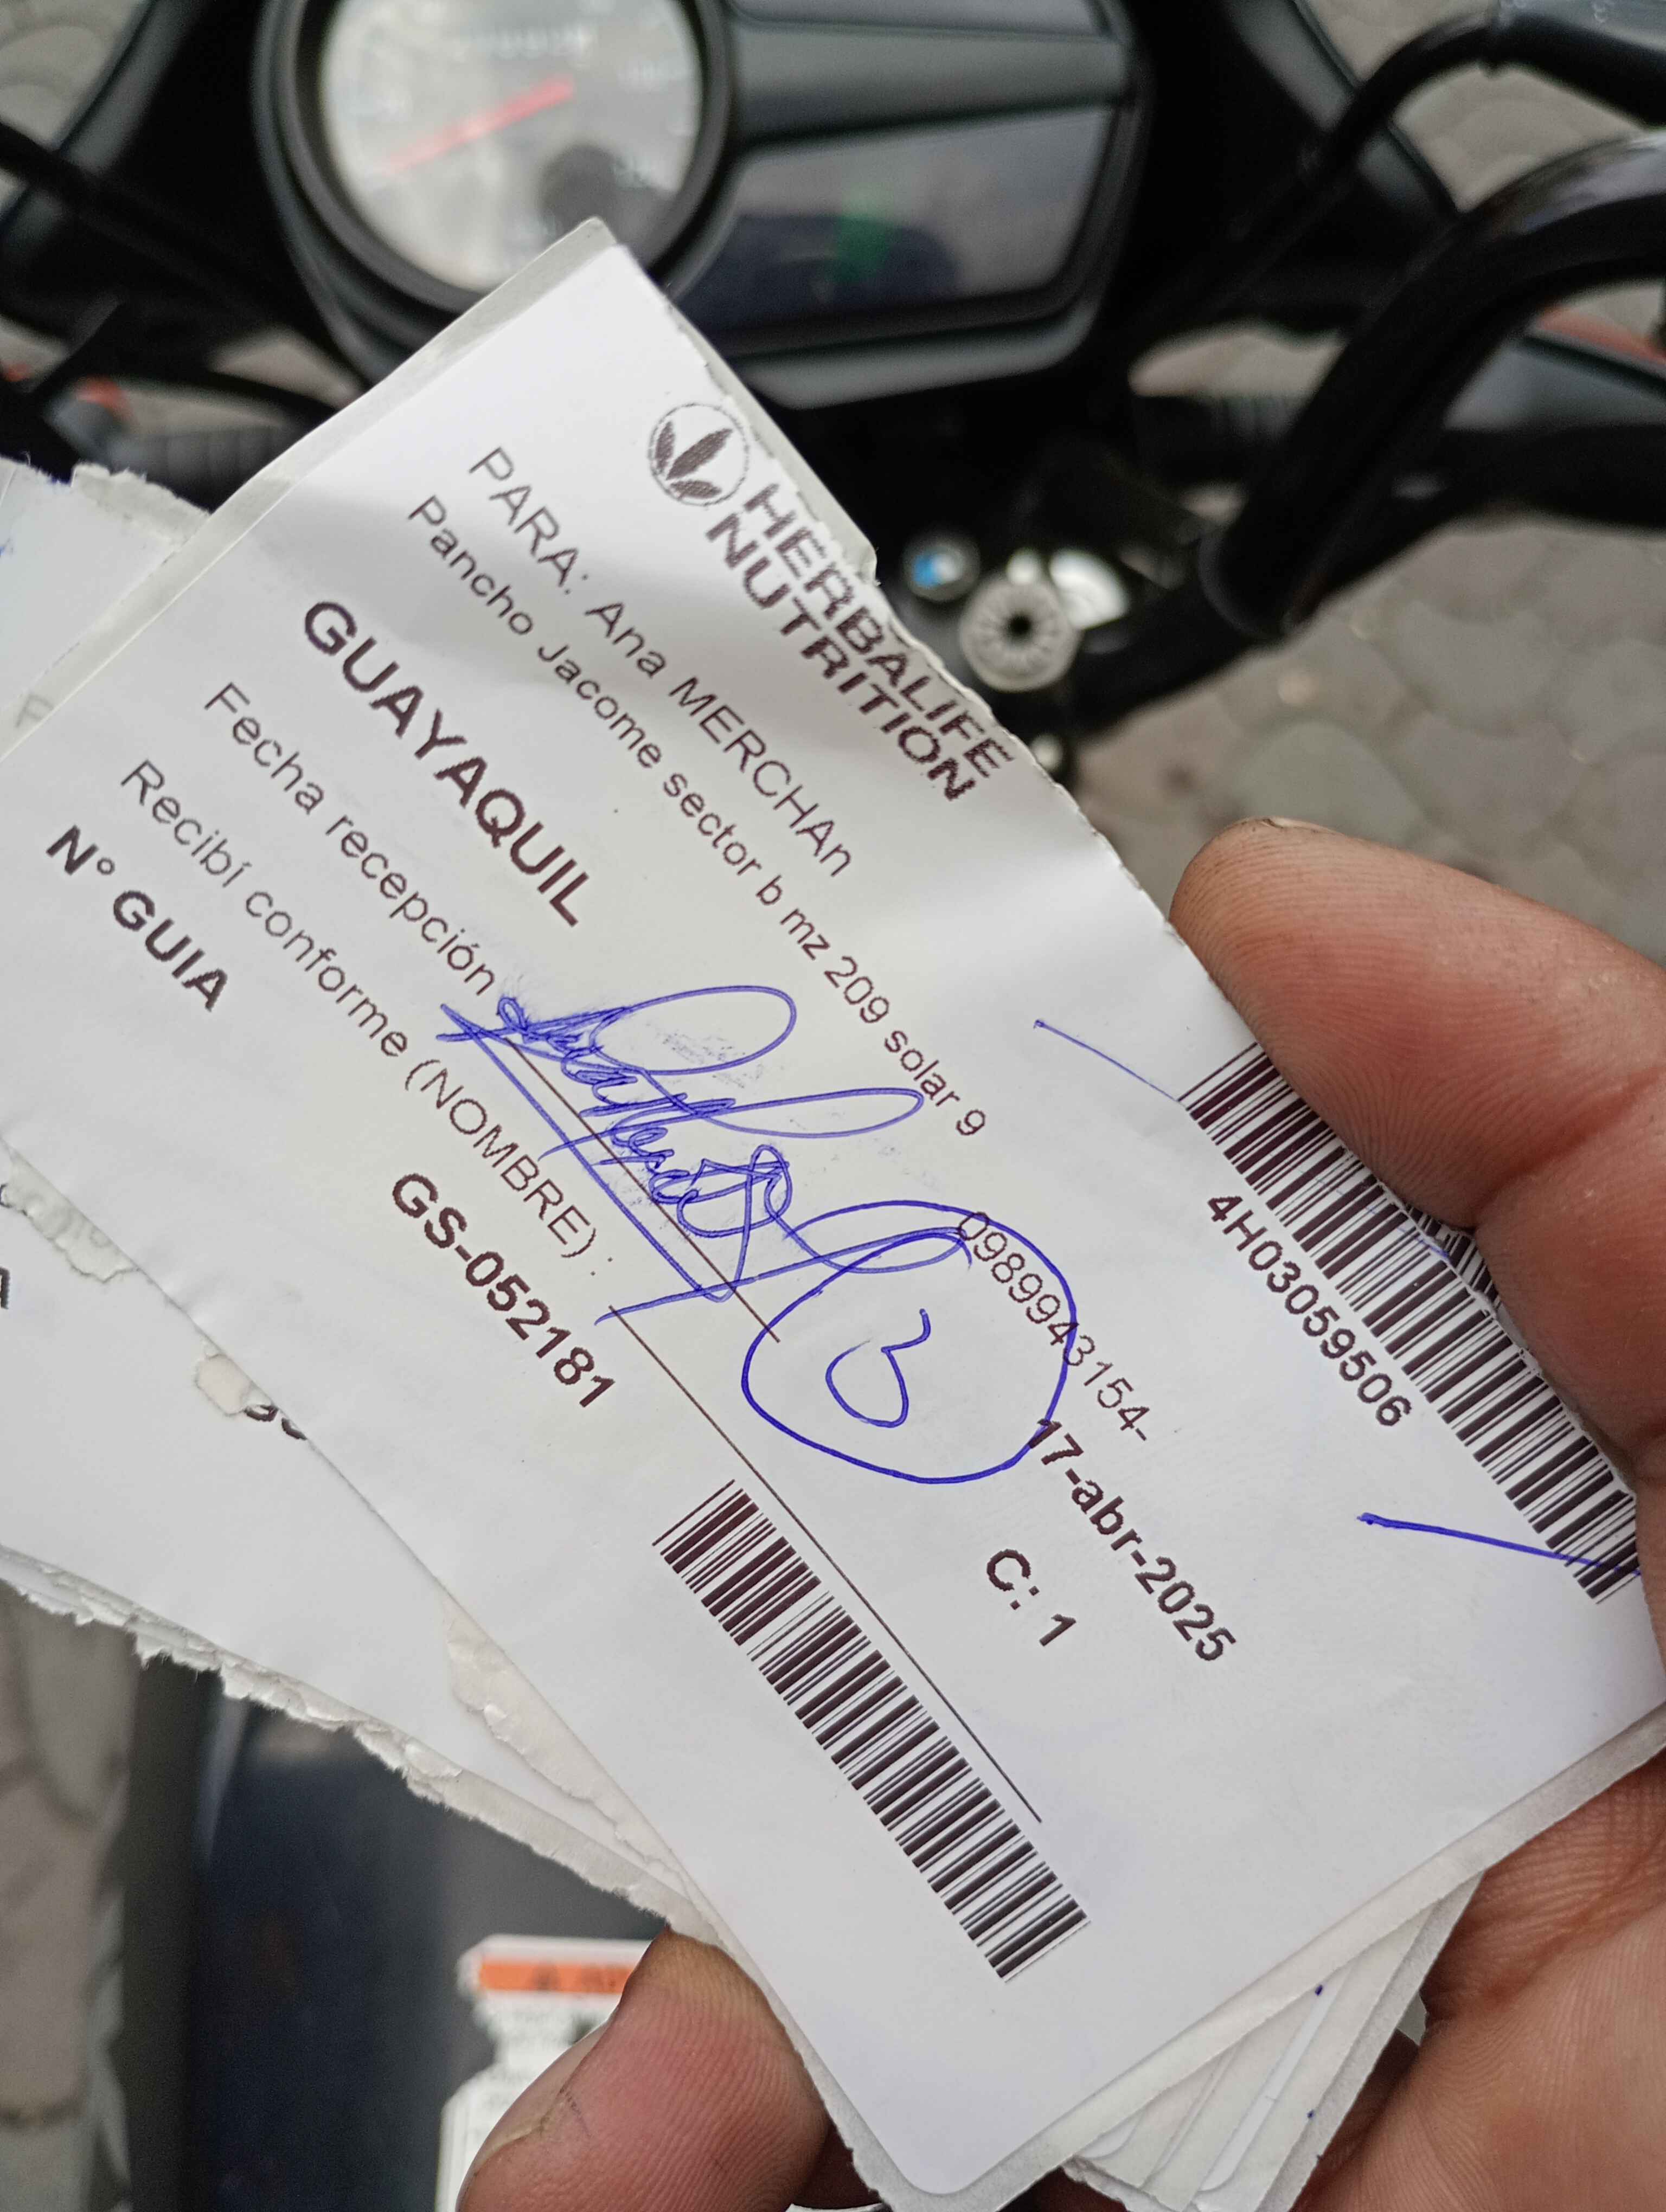 HERBALIFE
NUTRITION
4H03059506
PARA: Ana MERCHAn
Pancho Jacome sector b mz 209 solar 9
0989943154-
17-abr-2025
GUAYAQUIL
C: 1
Fecha recepción
3
Recibí conforme (NOMBRE) :
N° GUIA
GS-052181